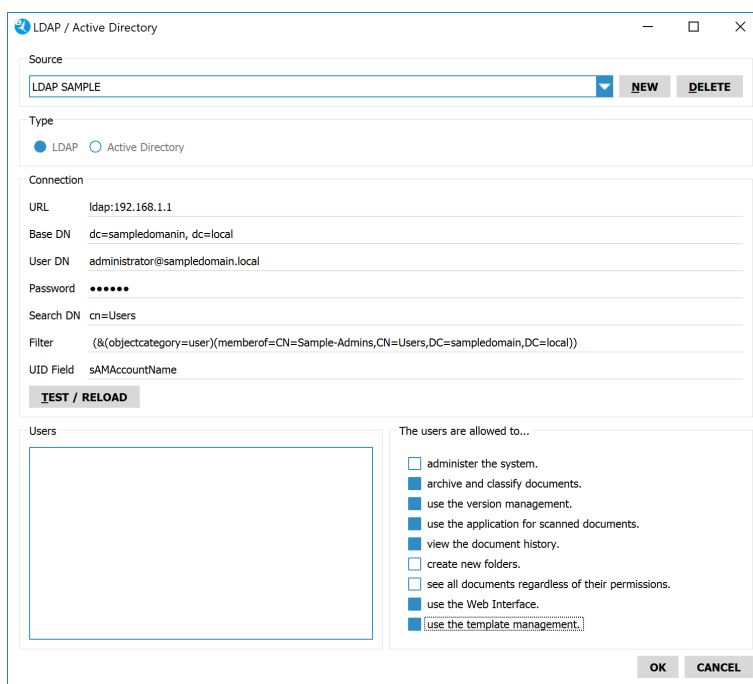 LDAP / Active Directory
Source
LDAP SAMPLE
NEW
DELETE
Type
LDAP
Active Directory
Connection
URL ldap:192.168.1.1
Base DN dc=sampledomanin, dc=local
User DN administrator@sampledomain.local
Password ••••••
Search DN cn=Users
Filter (&(objectcategory=user)(memberof=CN=Sample-Admins,CN=Users,DC=sampledomain,DC=local))
UID Field sAMAccountName
TEST / RELOAD
Users
The users are allowed to...
administer the system.
archive and classify documents.
use the version management.
use the application for scanned documents.
view the document history.
create new folders.
see all documents regardless of their permissions.
use the Web Interface.
use the template management.
OK
CANCEL